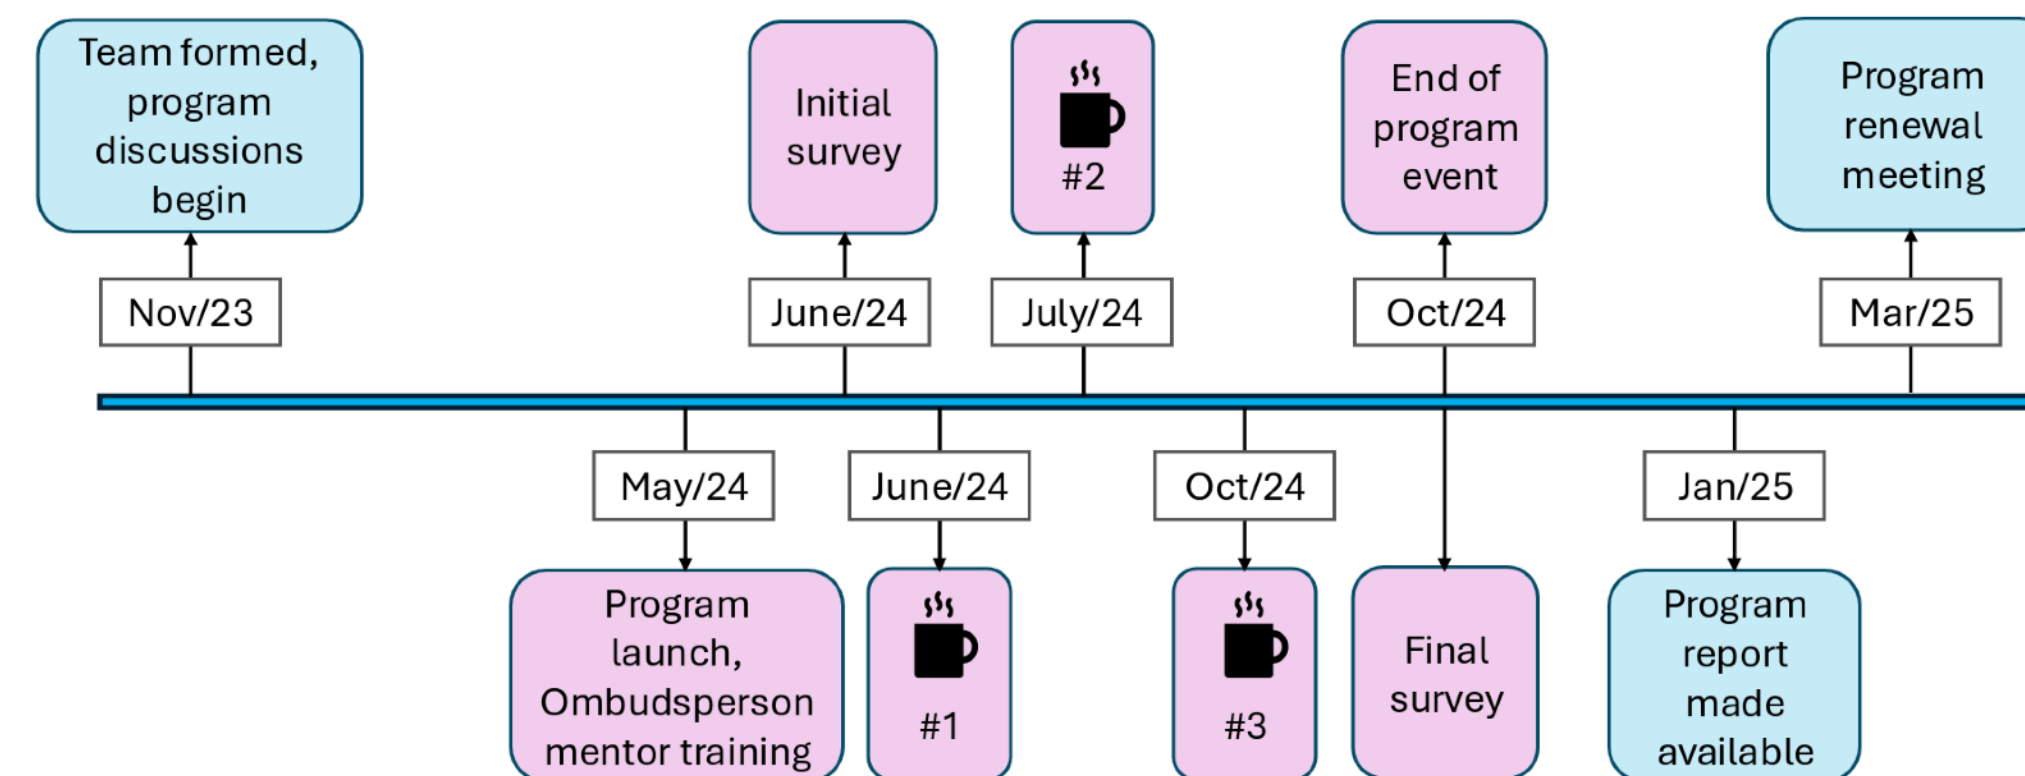 Team formed,
program
discussions
begin
Initial
survey
#2
End of
program
event
Program
renewal
meeting
Nov/23
June/24
July/24
Oct/24
Mar/25
May/24
June/24
Oct/24
Jan/25
Program
launch,
Ombudsperson
mentor training
#1
#3
Final
survey
Program
report
made
available